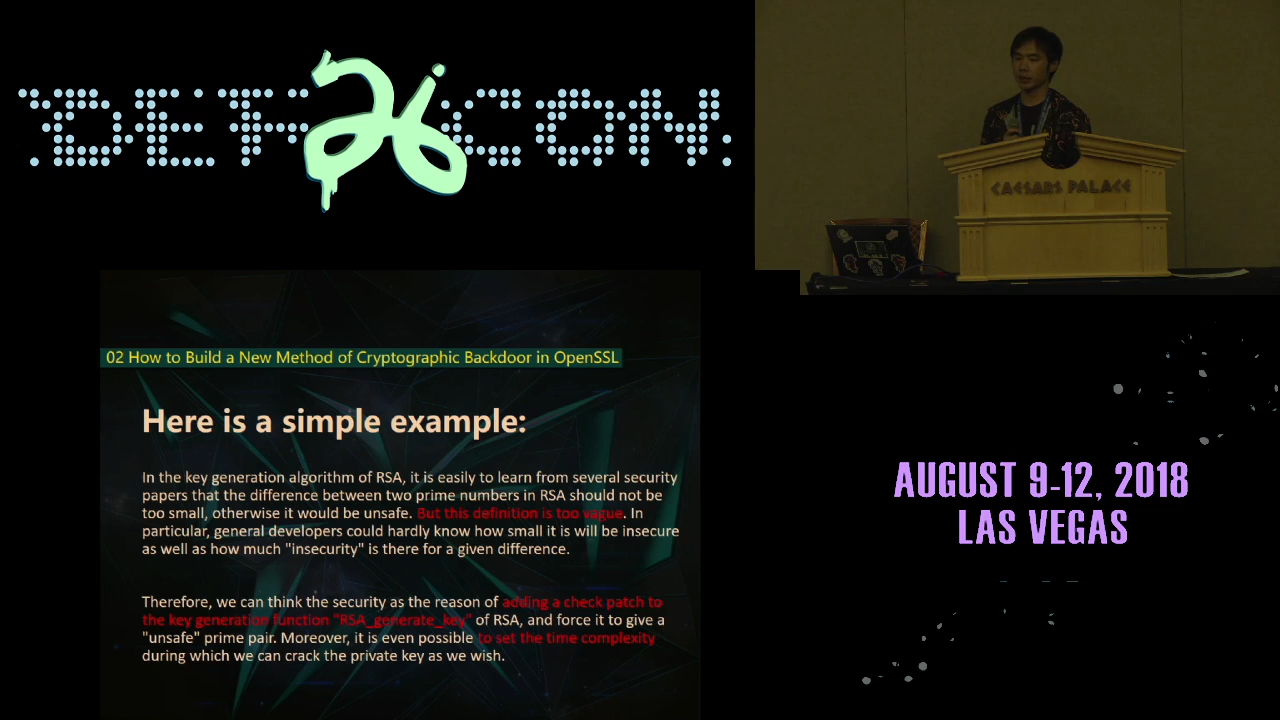 DEF CON
26
CAESARS PALACE
02 How to Build a New Method of Cryptographic Backdoor in OpenSSL
Here is a simple example:
In the key generation algorithm of RSA, it is easily to learn from several security
papers that the difference between two prime numbers in RSA should not be
too small, otherwise it would be unsafe. But this definition is too vague. In
particular, general developers could hardly know how small it is will be insecure
as well as how much "insecurity" is there for a given difference.
Therefore, we can think the security as the reason of adding a check patch to
the key generation function "RSA_generate_key" of RSA, and force it to give a
"unsafe" prime pair. Moreover, it is even possible to set the time complexity
during which we can crack the private key as we wish.
AUGUST 9-12, 2018
LAS VEGAS